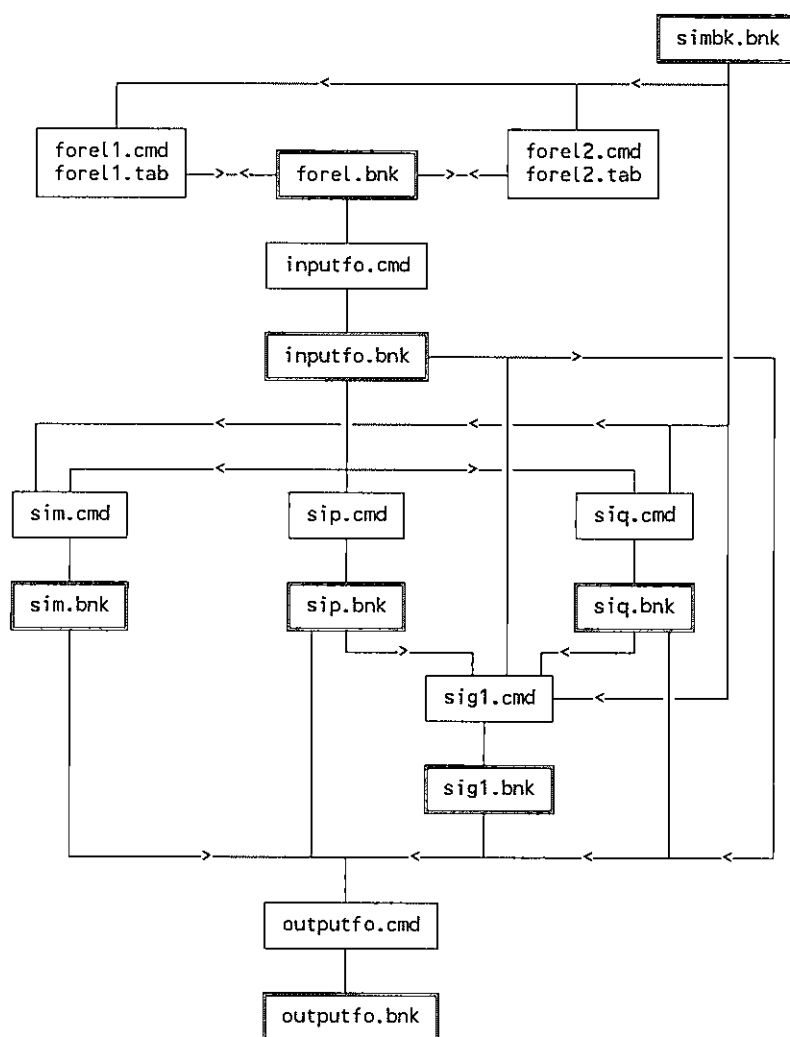 simbk.bnk
forel1.cmd
forel1.tab
forel.bnk
forel2.cmd
forel2.tab
inputfo.cmd
inputfo.bnk
sim.cmd
sip.cmd
siq.cmd
sim.bnk
sip.bnk
siq.bnk
sig1.cmd
sig1.bnk
outputfo.cmd
outputfo.bnk